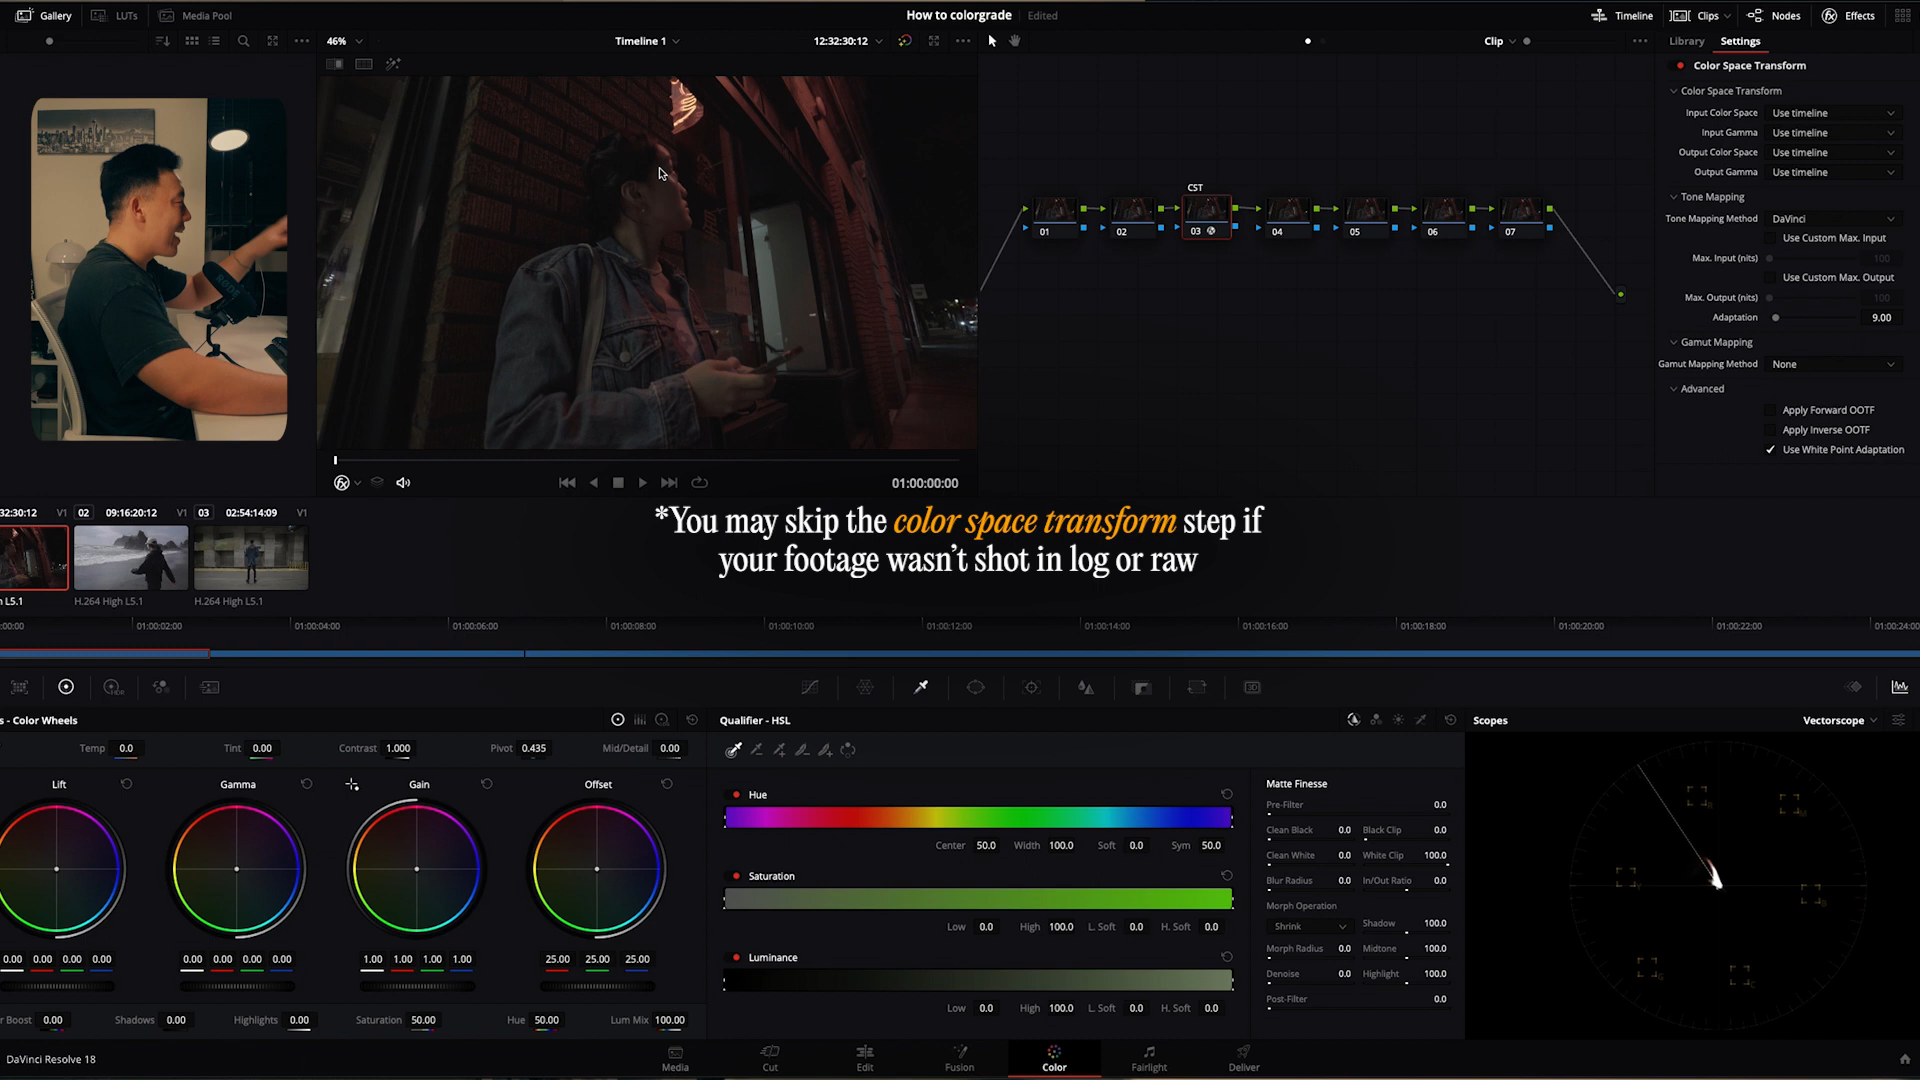 Gallery
LUTs
Media Pool
How to colorgrade
Edited
Timeline
Clips
Nodes
Effects
46%
Timeline 1
12:32:30:12
Clip
Library
Settings
Color Space Transform
Color Space Transform
Input Color Space Use timeline
Input Gamma Use timeline
Output Color Space Use timeline
Output Gamma Use timeline
Tone Mapping
Tone Mapping Method DaVinci
Use Custom Max. Input
Max. Input (nits) 100
Use Custom Max. Output
Max. Output (nits) 100
Adaptation 9.00
Gamut Mapping
Gamut Mapping Method None
Advanced
Apply Forward OOTF
Apply Inverse OOTF
Use White Point Adaptation
CST
01 02 03 04 05 06 07
01:00:00:00
32:30:12 V1 02 09:16:20:12 V1 03 02:54:14:09 V1
*You may skip the color space transform step if
your footage wasn't shot in log or raw
L5.1 H.264 High L5.1 H.264 High L5.1
:00:00 01:00:02:00 01:00:04:00 01:00:06:00 01:00:08:00 01:00:10:00 01:00:12:00 01:00:14:00 01:00:16:00 01:00:18:00 01:00:20:00 01:00:22:00 01:00:24:00
HDR
3D
s - Color Wheels
Temp 0.0 Tint 0.00 Contrast 1.000 Pivot 0.435 Mid/Detail 0.00
Lift Gamma Gain Offset
0.00 0.00 0.00 0.00 0.00 0.00 0.00 0.00 1.00 1.00 1.00 1.00 25.00 25.00 25.00
r Boost 0.00 Shadows 0.00 Highlights 0.00 Saturation 50.00 Hue 50.00 Lum Mix 100.00
Qualifier - HSL
Hue
Center 50.0 Width 100.0 Soft 0.0 Sym 50.0
Saturation
Low 0.0 High 100.0 L. Soft 0.0 H. Soft 0.0
Luminance
Low 0.0 High 100.0 L. Soft 0.0 H. Soft 0.0
Matte Finesse
Pre-Filter 0.0
Clean Black 0.0 Black Clip 0.0
Clean White 0.0 White Clip 100.0
Blur Radius 0.0 In/Out Ratio 0.0
Morph Operation
Shrink Shadow 100.0
Morph Radius 0.0 Midtone 100.0
Denoise 0.0 Highlight 100.0
Post-Filter 0.0
Scopes
Vectorscope
DaVinci Resolve 18
Media Cut Edit Fusion Color Fairlight Deliver